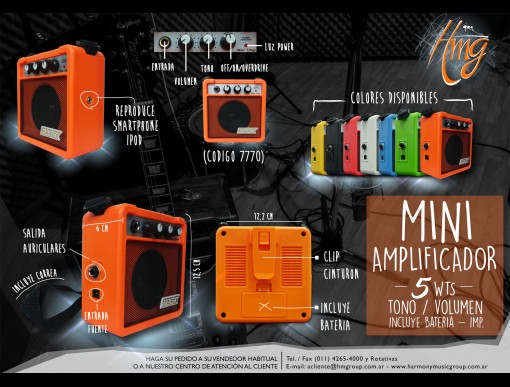 Hmg
LUZ POWER
ENTRADA
VOLUMEN
TONO
OFF/ON/OVERDRIVE
REPRODUCE
SMARTPHONE
IPOD
(CODIGO 7770)
COLORES DISPONIBLES
SALIDA
AURICULARES
INCLUYE CORREA
6 CM
12,5 CM
ENTRADA
FUENTE
12,2 CM
CLIP
CINTURON
INCLUYE
BATERIA
MINI
AMPLIFICADOR
- 5 WTS -
TONO / VOLUMEN
INCLUYE BATERIA - IMP.
HAGA SU PEDIDO A SU VENDEDOR HABITUAL
O A NUESTRO CENTRO DE ATENCIÓN AL CLIENTE
Tel. / Fax (011) 4265-4000 y Rotativas
E-mail: acliente@hmgroup.com.ar - www.harmonymusicgroup.com.ar